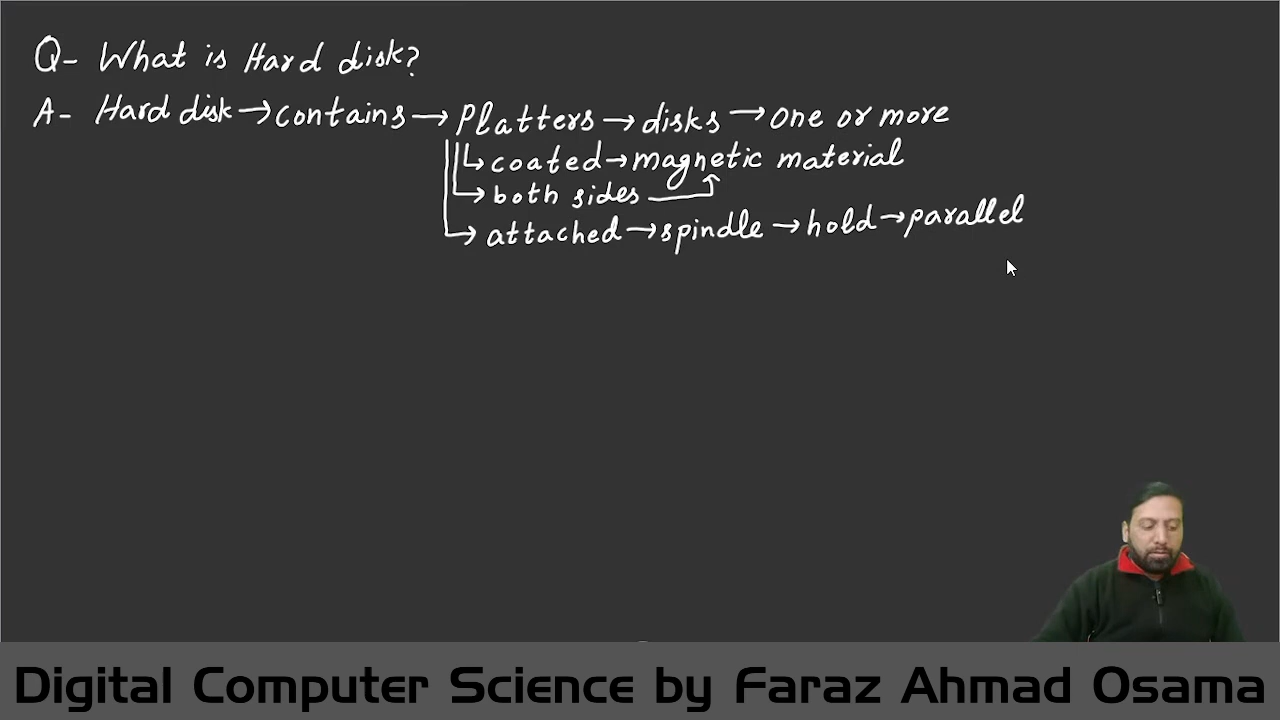 Q- What is Hard disk?
A- Hard disk → contains → Platters → disks → one or more
coated → magnetic material
both sides
attached → spindle → hold → parallel
Digital Computer Science by Faraz Ahmad Osama